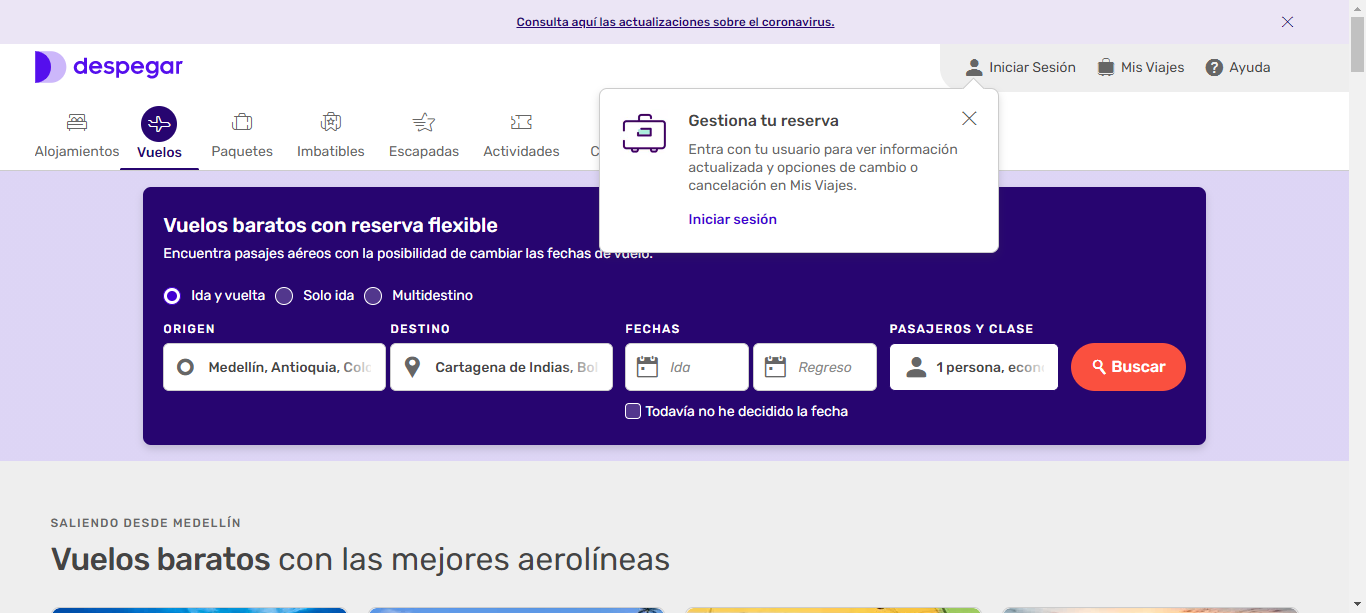 Consulta aquí las actualizaciones sobre el coronavirus.
despegar
Iniciar Sesión
Mis Viajes
Ayuda
Alojamientos
Vuelos
Paquetes
Imbatibles
Escapadas
Actividades
C
Gestiona tu reserva
Entra con tu usuario para ver información
actualizada y opciones de cambio o
cancelación en Mis Viajes.
Iniciar sesión
Vuelos baratos con reserva flexible
Encuentra pasajes aéreos con la posibilidad de cambiar las fechas de vuelo.
Ida y vuelta
Solo ida
Multidestino
ORIGEN
DESTINO
FECHAS
PASAJEROS Y CLASE
Medellín, Antioquia, Colo
Cartagena de Indias, Bol
Ida
Regreso
1 persona, econ
Buscar
Todavía no he decidido la fecha
SALIENDO DESDE MEDELLÍN
Vuelos baratos con las mejores aerolíneas